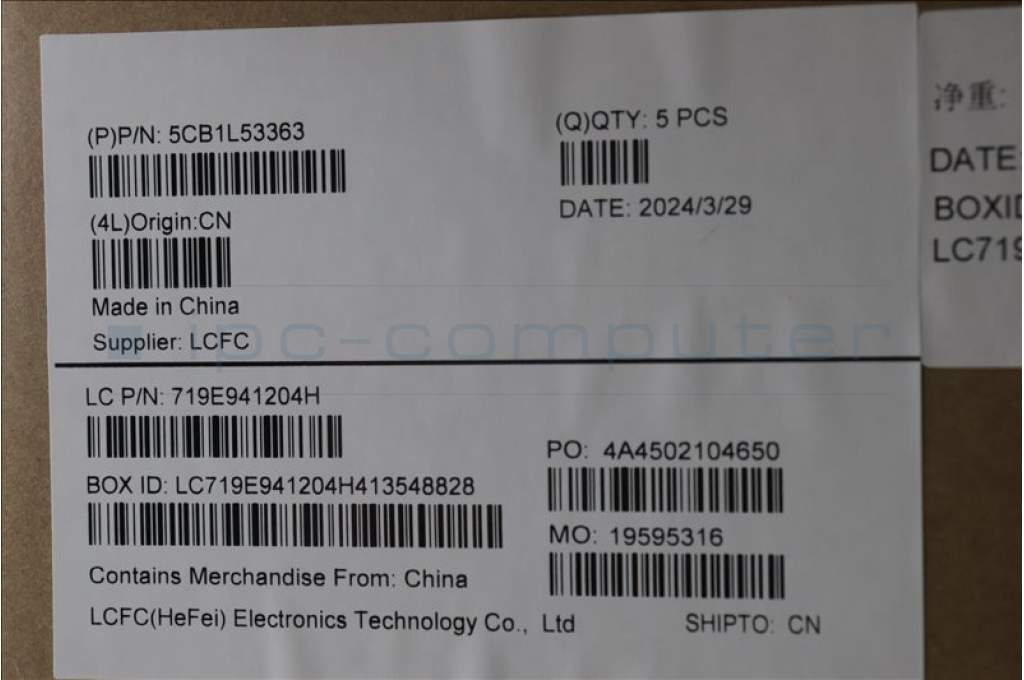 (P)P/N: 5CB1L53363
(Q)QTY: 5 PCS
(4L)Origin:CN
DATE: 2024/3/29
Made in China
Supplier: LCFC
ipc-computer
LC P/N: 719E941204H
PO: 4A4502104650
BOX ID: LC719E941204H413548828
MO: 19595316
Contains Merchandise From: China
LCFC(HeFei) Electronics Technology Co., Ltd
SHIPTO: CN
净重:
DATE
BOXID
LC719